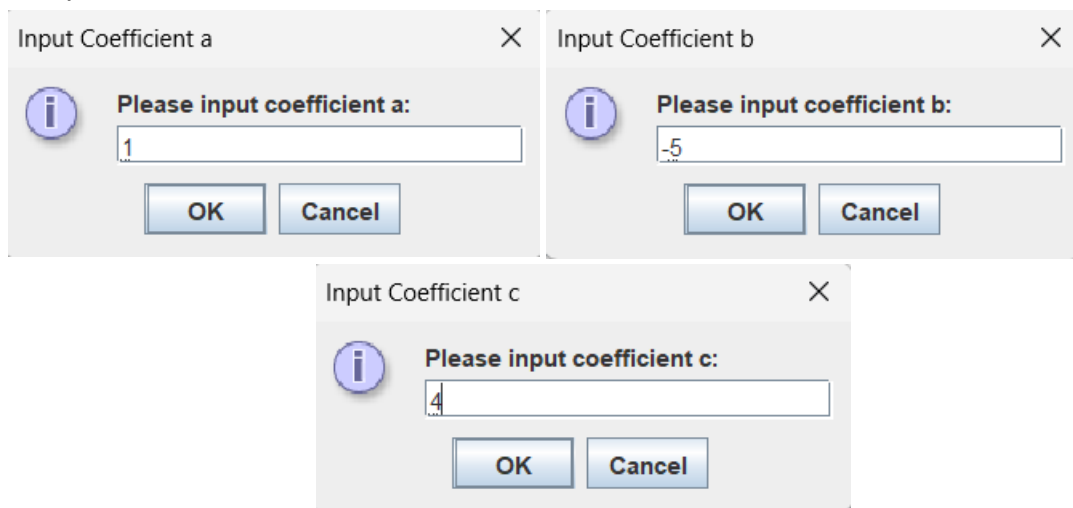 Input Coefficient a
Please input coefficient a:
1
OK Cancel
Input Coefficient b
Please input coefficient b:
-5
OK Cancel
Input Coefficient c
Please input coefficient c:
4
OK Cancel